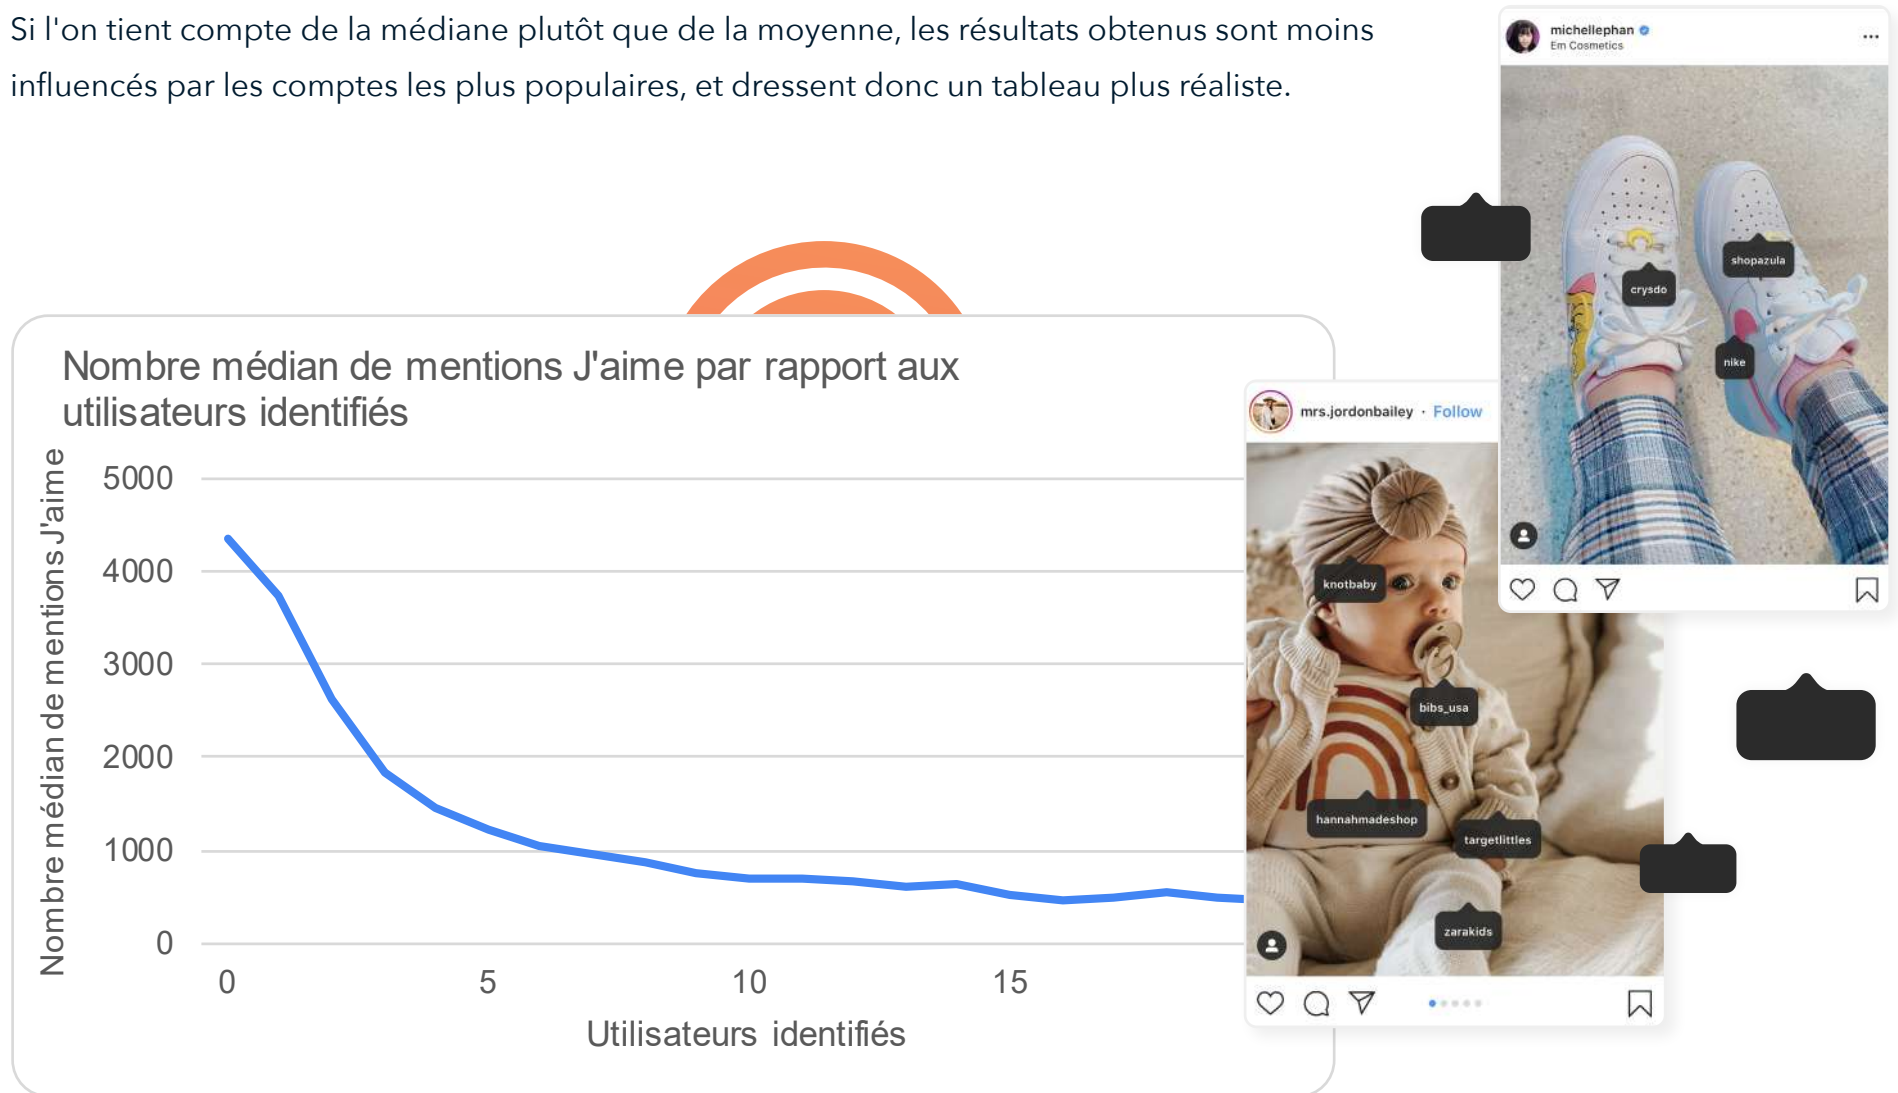 Si l'on tient compte de la médiane plutôt que de la moyenne, les résultats obtenus sont moins
influencés par les comptes les plus populaires, et dressent donc un tableau plus réaliste.
michellephan
Em Cosmetics
shopazula
crysdo
nike
Nombre médian de mentions J'aime par rapport aux
utilisateurs identifiés
Nombre médian de mentions J'aime
5000
4000
3000
2000
1000
0
0 5 10 15
Utilisateurs identifiés
mrs.jordonbailey · Follow
knotbaby
bibs_usa
hannahmadeshop
targetlittles
zarakids